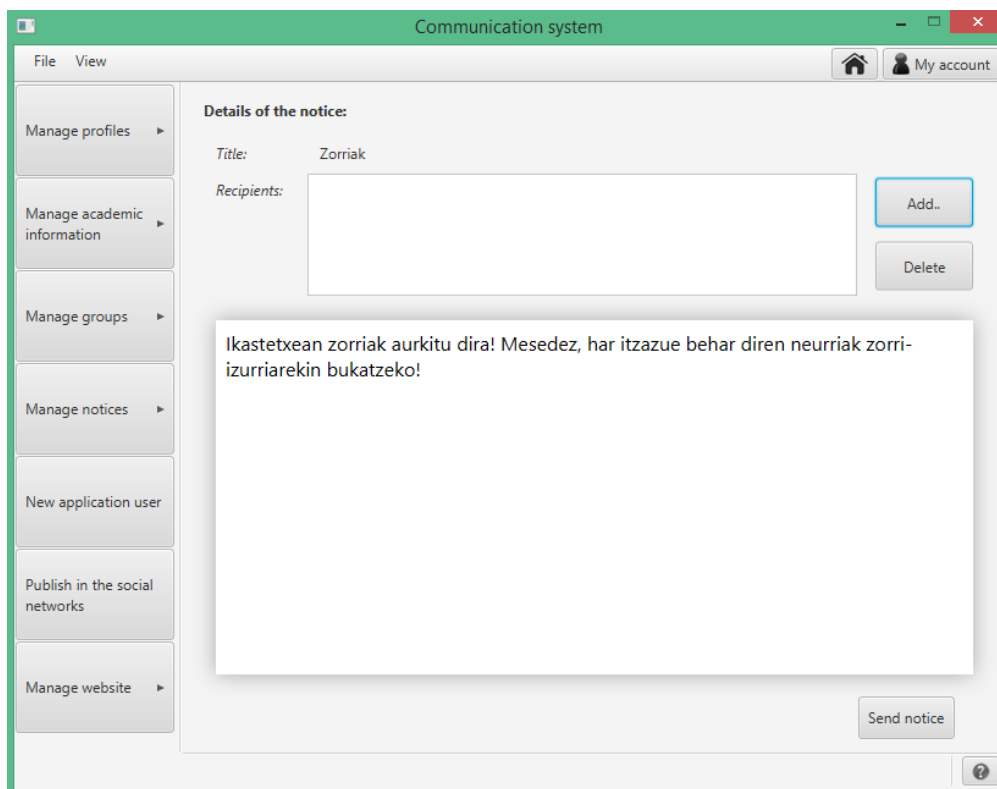 Communication system
File View
My account
Manage profiles
Manage academic
information
Manage groups
Manage notices
New application user
Publish in the social
networks
Manage website
Details of the notice:
Title: Zorriak
Recipients:
Add..
Delete
Ikastetxean zorriak aurkitu dira! Mesedez, har itzazue behar diren neurriak zorri-
izurriarekin bukatzeko!
Send notice